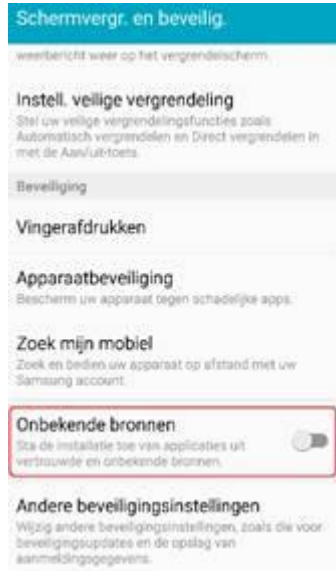 Schermvergr. en beveilig.
weerbericht weer op het vergrendelscherm.
Instell. veilige vergrendeling
Stel uw veilige vergrendelingsfuncties zoals
Automatisch vergrendelen en Direct vergrendelen in
met de Aan/uit-toets.
Beveiliging
Vingerafdrukken
Apparaatbeveiliging
Bescherm uw apparaat tegen schadelijke apps.
Zoek mijn mobiel
Zoek en bedien uw apparaat op afstand met uw
Samsung account.
Onbekende bronnen
Sta de installatie toe van applicaties uit
vertrouwde en onbekende bronnen.
Andere beveiligingsinstellingen
Wijzig andere beveiligingsinstellingen, zoals die voor
beveiligingsupdates en de opslag van
aanmeldingsgegevens.